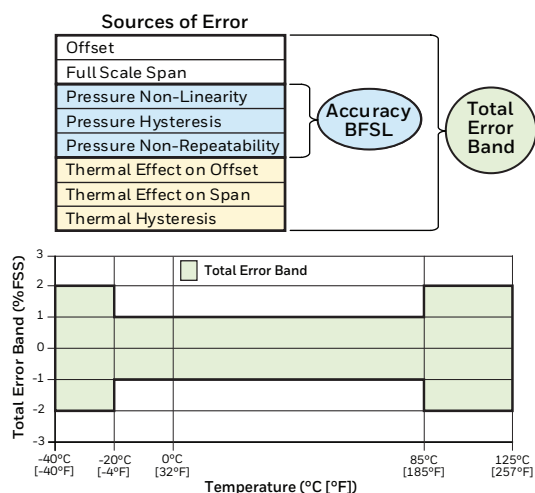 Sources of Error
Offset
Full Scale Span
Pressure Non-Linearity
Pressure Hysteresis
Pressure Non-Repeatability
Thermal Effect on Offset
Thermal Effect on Span
Thermal Hysteresis
Accuracy
BFSL
Total
Error
Band
Total Error Band (%FSS)
3
2
1
0
-1
-2
-3
Total Error Band
-40°C -20°C 0°C 85°C 125°C
[-40°F] [-4°F] [32°F] [185°F] [257°F]
Temperature (°C [°F])